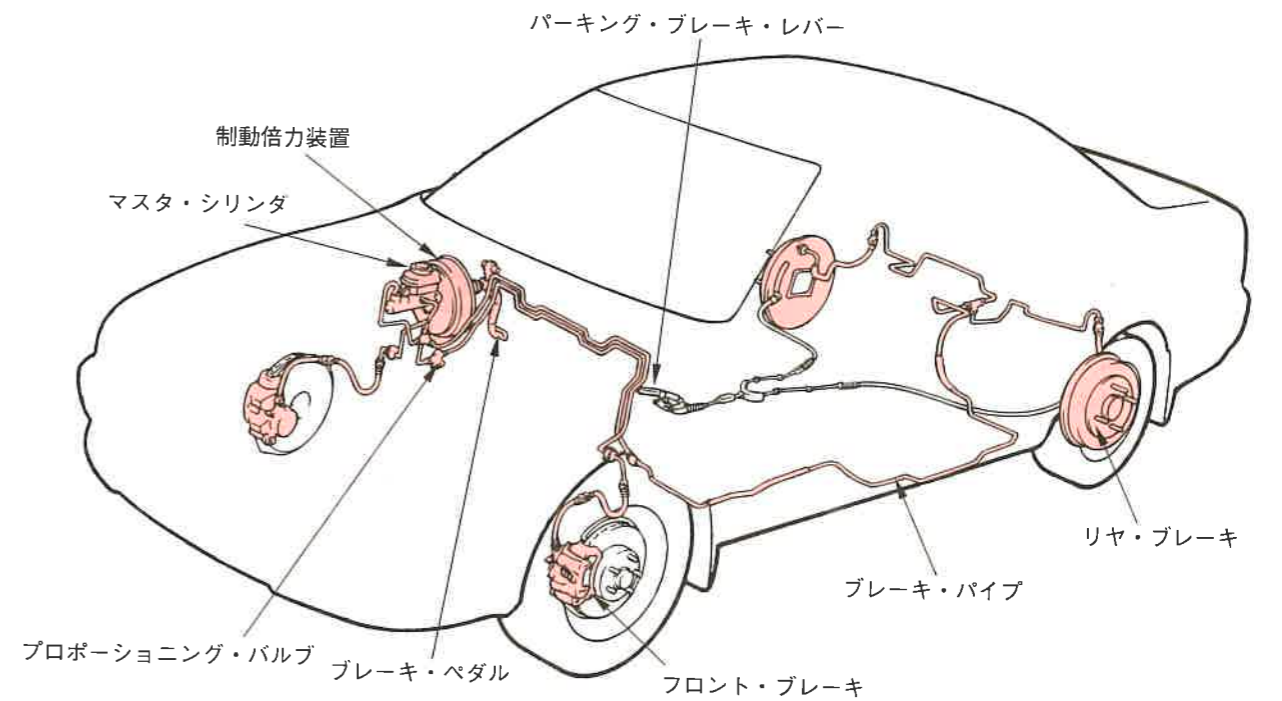 パーキング・ブレーキ・レバー
制動倍力装置
マスタ・シリンダ
リヤ・ブレーキ
ブレーキ・パイプ
プロポーショニング・バルブ
ブレーキ・ペダル
フロント・ブレーキ